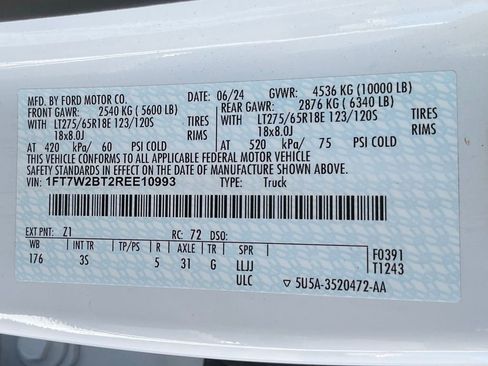 MFD. BY FORD MOTOR CO.
DATE: 06/24 GVWR: 4536 KG (10000 LB)
FRONT GAWR: 2540 KG ( 5600 LB)
REAR GAWR: 2876 KG ( 6340 LB)
WITH LT275/65R18E 123/120S TIRES
WITH LT275/65R18E 123/120S TIRES
18x8.0J RIMS
18x8.0J RIMS
AT 420 kPa/ 60 PSI COLD
AT 520 kPa/ 75 PSI COLD
THIS VEHICLE CONFORMS TO ALL APPLICABLE FEDERAL MOTOR VEHICLE
SAFETY STANDARDS IN EFFECT ON THE DATE OF MANUFACTURE SHOWN ABOVE.
VIN: 1FT7W2BT2REE10993 TYPE: Truck
EXT PNT: Z1 RC: 72 DSO:
WB INT TR TP/PS R AXLE TR SPR
176 3S 5 31 G LLJJ
ULC
F0391
T1243
5U5A-3520472-AA